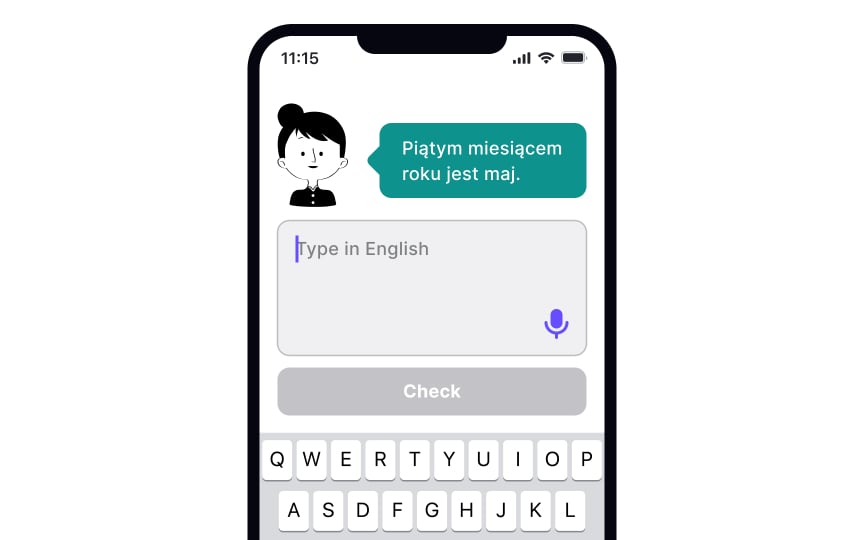 11:15
Piątym miesiącem
roku jest maj.
Type in English
Check
Q W E R T Y U I O P
A S D F G H J K L